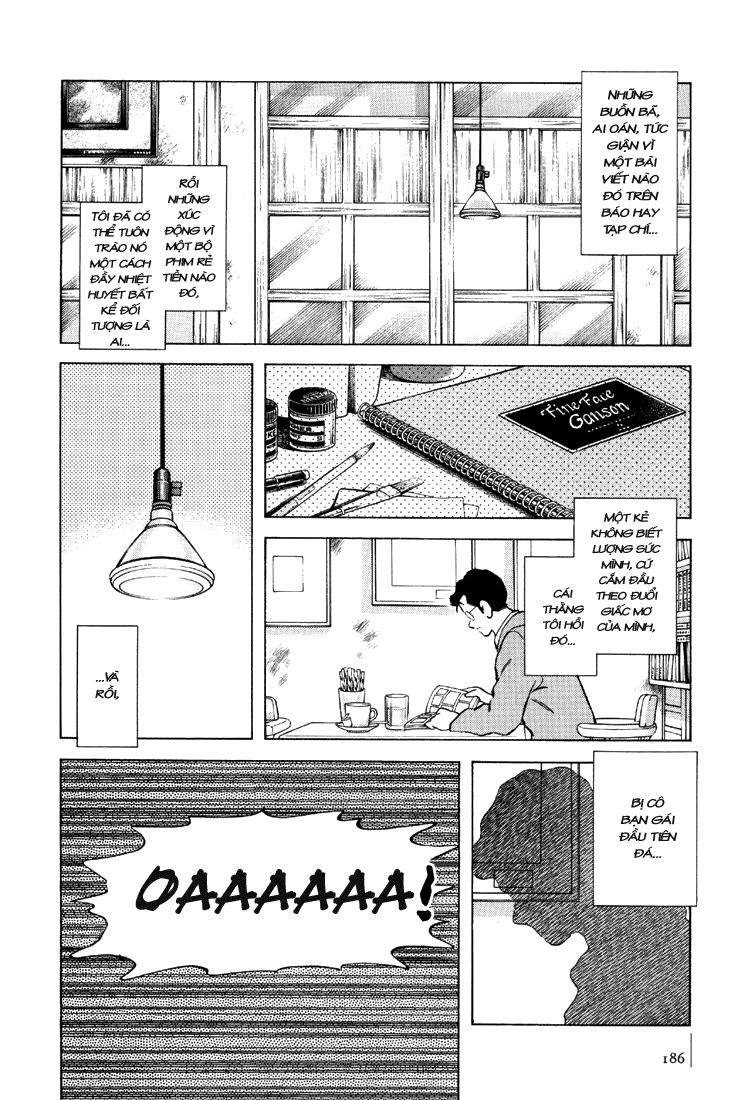 NHỮNG
BUỒN BÃ,
AI OÁN, TỨC
GIẬN VÌ
MỘT BÀI
VIẾT NÀO
ĐÓ TRÊN
BÁO HAY
TẠP CHÍ...
RỒI
NHỮNG
XÚC
ĐỘNG VÌ
MỘT BỘ
PHIM RẺ
TIỀN NÀO
ĐÓ,
TÔI ĐÃ CÓ
THỂ TUÔN
TRÀO NÓ
MỘT CÁCH
ĐẦY NHIỆT
HUYẾT BẤT
KỂ ĐỐI
TƯỢNG LÀ
AI...
Fine Face
Ganson
MỘT KẺ
KHÔNG BIẾT
LƯỢNG SỨC
MÌNH, CỨ
CẮM ĐẦU
THEO ĐUỔI
GIẤC MƠ
CỦA MÌNH,
CÁI
THẰNG
TÔI HỒI
ĐÓ...
...VÀ
RỒI,
BỊ CÔ
BẠN GÁI
ĐẦU TIÊN
ĐÁ...
OAAAAAA!
186